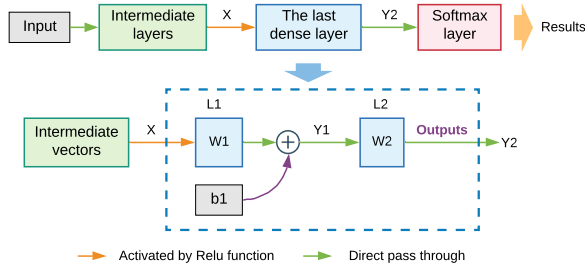 Input
Intermediate
layers
X
The last
dense layer
Y2
Softmax
layer
Results
L1
L2
Intermediate
vectors
X
W1
+
Y1
W2
Outputs
Y2
b1
Activated by Relu function
Direct pass through